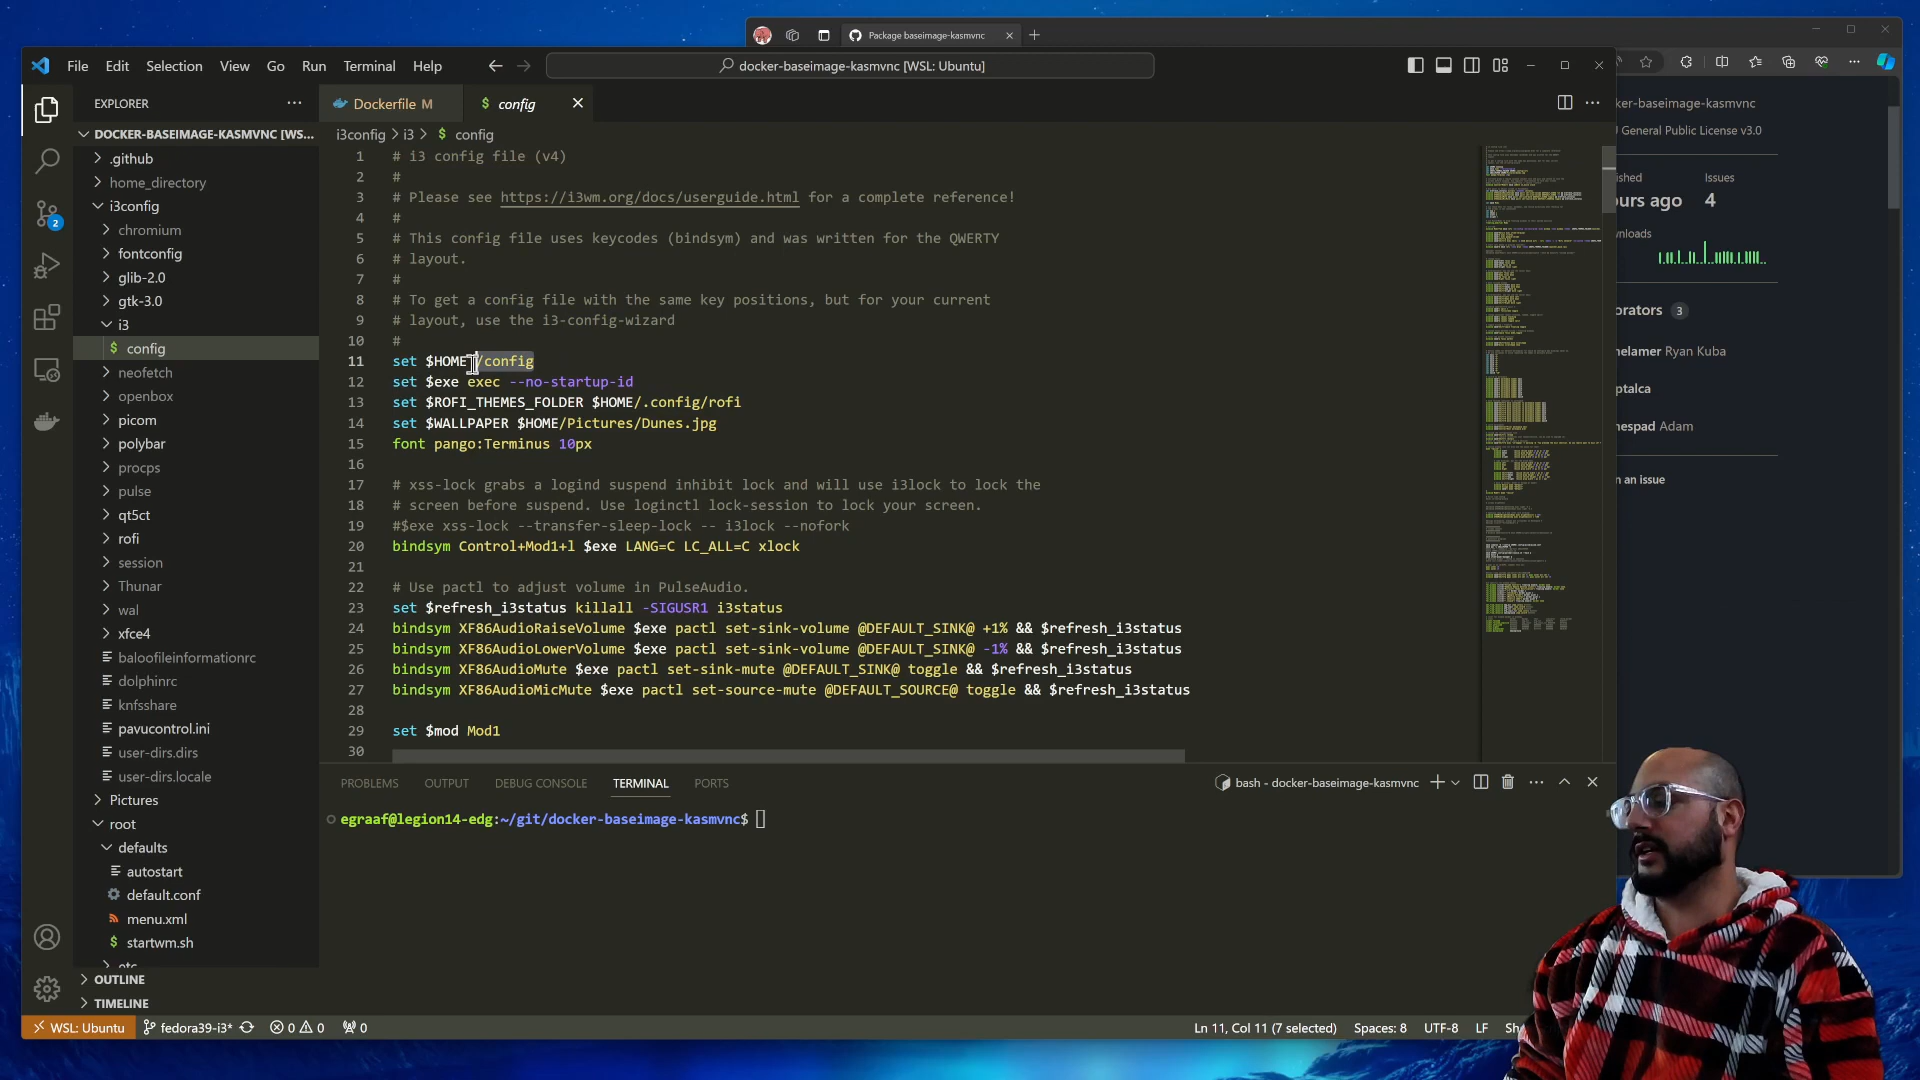 Package baseimage-kasmvnc
File Edit Selection View Go Run Terminal Help
docker-baseimage-kasmvnc [WSL: Ubuntu]
EXPLORER
Dockerfile M
$ config
DOCKER-BASEIMAGE-KASMVNC [WS...
i3config > i3 > $ config
.github
home_directory
i3config
chromium
fontconfig
glib-2.0
gtk-3.0
i3
$ config
neofetch
openbox
picom
polybar
procps
pulse
qt5ct
rofi
session
Thunar
wal
xfce4
baloofileinformationrc
dolphinrc
knfsshare
pavucontrol.ini
user-dirs.dirs
user-dirs.locale
Pictures
root
defaults
autostart
default.conf
menu.xml
$ startwm.sh
etc
OUTLINE
TIMELINE
2
1 # i3 config file (v4)
2 #
3 # Please see https://i3wm.org/docs/userguide.html for a complete reference!
4 #
5 # This config file uses keycodes (bindsym) and was written for the QWERTY
6 # layout.
7 #
8 # To get a config file with the same key positions, but for your current
9 # layout, use the i3-config-wizard
10 #
11 set $HOME /config
12 set $exe exec --no-startup-id
13 set $ROFI_THEMES_FOLDER $HOME/.config/rofi
14 set $WALLPAPER $HOME/Pictures/Dunes.jpg
15 font pango:Terminus 10px
16
17 # xss-lock grabs a logind suspend inhibit lock and will use i3lock to lock the
18 # screen before suspend. Use loginctl lock-session to lock your screen.
19 #$exe xss-lock --transfer-sleep-lock -- i3lock --nofork
20 bindsym Control+Mod1+l $exe LANG=C LC_ALL=C xlock
21
22 # Use pactl to adjust volume in PulseAudio.
23 set $refresh_i3status killall -SIGUSR1 i3status
24 bindsym XF86AudioRaiseVolume $exe pactl set-sink-volume @DEFAULT_SINK@ +1% && $refresh_i3status
25 bindsym XF86AudioLowerVolume $exe pactl set-sink-volume @DEFAULT_SINK@ -1% && $refresh_i3status
26 bindsym XF86AudioMute $exe pactl set-sink-mute @DEFAULT_SINK@ toggle && $refresh_i3status
27 bindsym XF86AudioMicMute $exe pactl set-source-mute @DEFAULT_SOURCE@ toggle && $refresh_i3status
28
29 set $mod Mod1
30
PROBLEMS OUTPUT DEBUG CONSOLE TERMINAL PORTS
bash - docker-baseimage-kasmvnc
egraaf@legion14-edg:~/git/docker-baseimage-kasmvnc$
WSL: Ubuntu fedora39-i3* 0 0 0
Ln 11, Col 11 (7 selected) Spaces: 8 UTF-8 LF Sh
cker-baseimage-kasmvnc
General Public License v3.0
ished Issues
ours ago 4
nloads
orators 3
helamer Ryan Kuba
ptalca
nespad Adam
n an issue